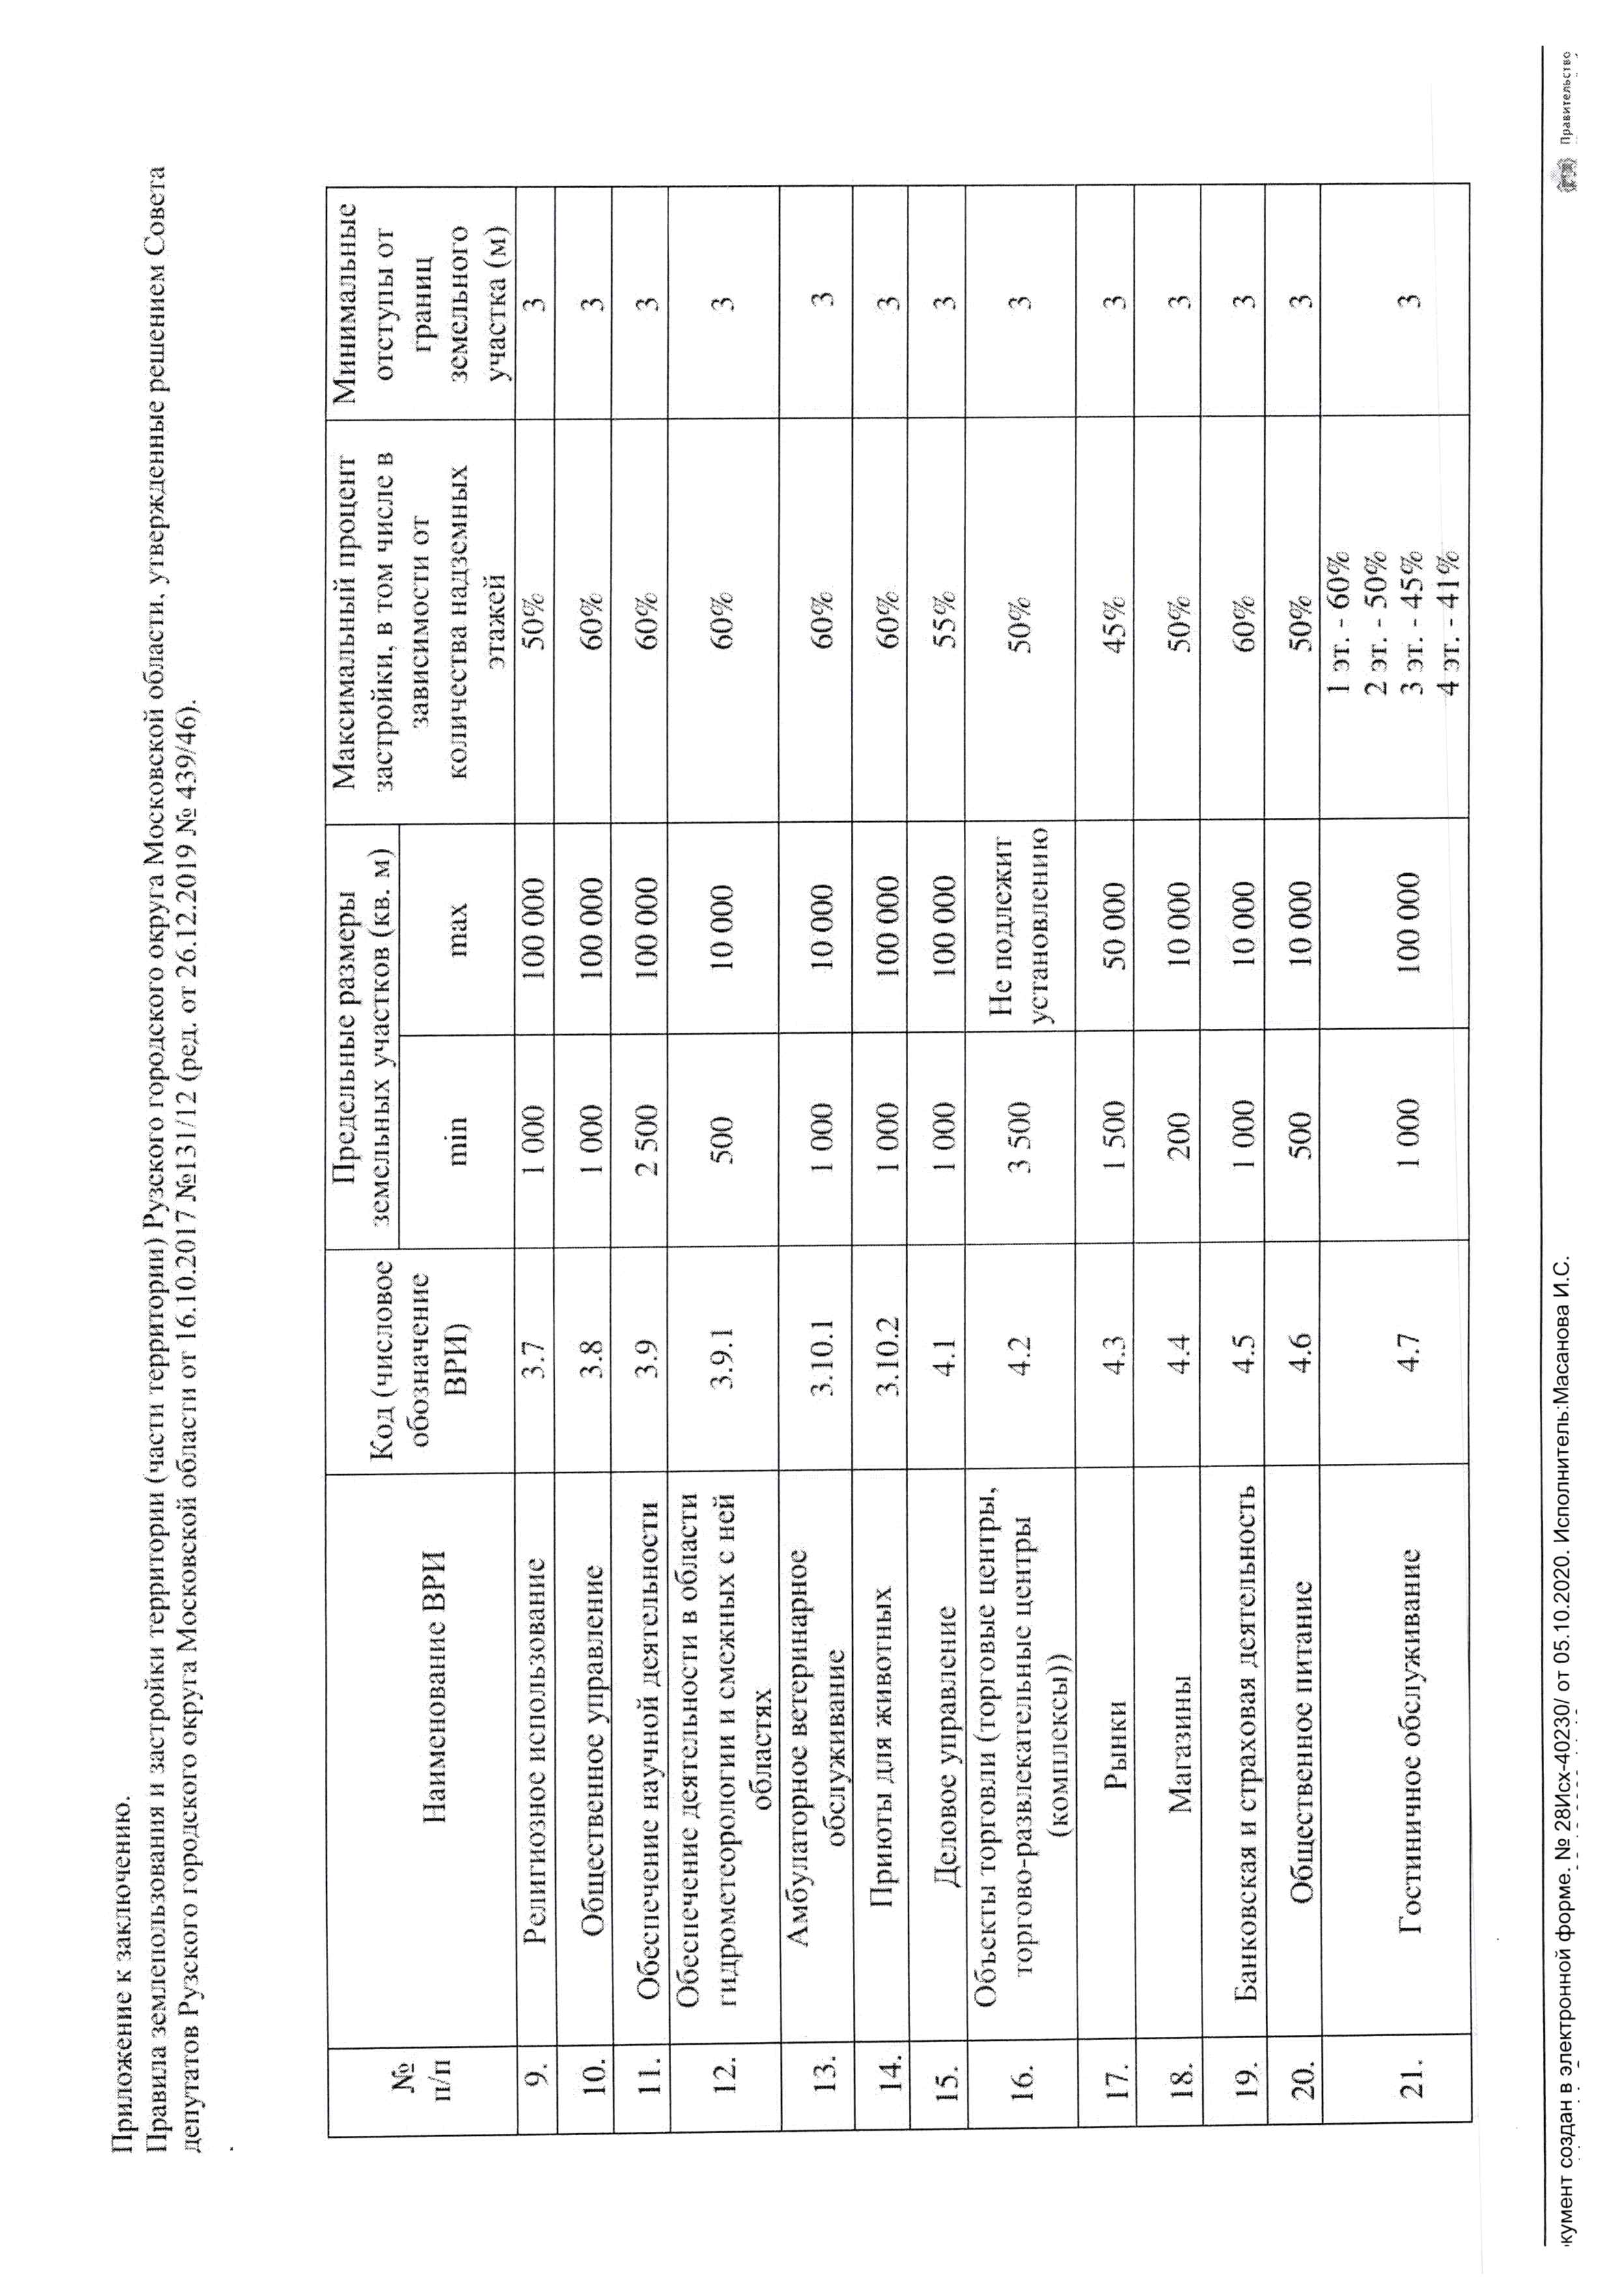 Приложение к заключению.
Правила землепользования и застройки территории (части территории) Рузского городского округа Московской области, утвержденные решением Совета
депутатов Рузского городского округа Московской области от 16.10.2017 №131/12 (ред. от 26.12.2019 № 439/46).
№ п/п
Наименование ВРИ
Код (числовое
обозначение
ВРИ)
Предельные размеры
земельных участков (кв. м)
min
max
Максимальный процент
застройки, в том числе в
зависимости от
количества надземных
этажей
Минимальные
отступы от
границ
земельного
участка (м)
9. Религиозное использование 3.7 1 000 100 000 50% 3
10. Общественное управление 3.8 1 000 100 000 60% 3
11. Обеспечение научной деятельности 3.9 2 500 100 000 60% 3
12. Обеспечение деятельности в области
гидрометеорологии и смежных с ней
областях
3.9.1 500 10 000 60% 3
13. Амбулаторное ветеринарное
обслуживание
3.10.1 1 000 10 000 60% 3
14. Приюты для животных 3.10.2 1 000 100 000 60% 3
15. Деловое управление 4.1 1 000 100 000 55% 3
16. Объекты торговли (торговые центры,
торгово-развлекательные центры
(комплексы))
4.2 3 500 Не подлежит
установлению
50% 3
17. Рынки 4.3 1 500 50 000 45% 3
18. Магазины 4.4 200 10 000 50% 3
19. Банковская и страховая деятельность 4.5 1 000 10 000 60% 3
20. Общественное питание 4.6 500 10 000 50% 3
21. Гостиничное обслуживание 4.7 1 000 100 000
1 эт. - 60%
2 эт. - 50%
3 эт. - 45%
4 эт. - 41%
3
кумент создан в электронной форме. № 28Исх-40230/ от 05.10.2020. Исполнитель:Масанова И.С.
Правительство